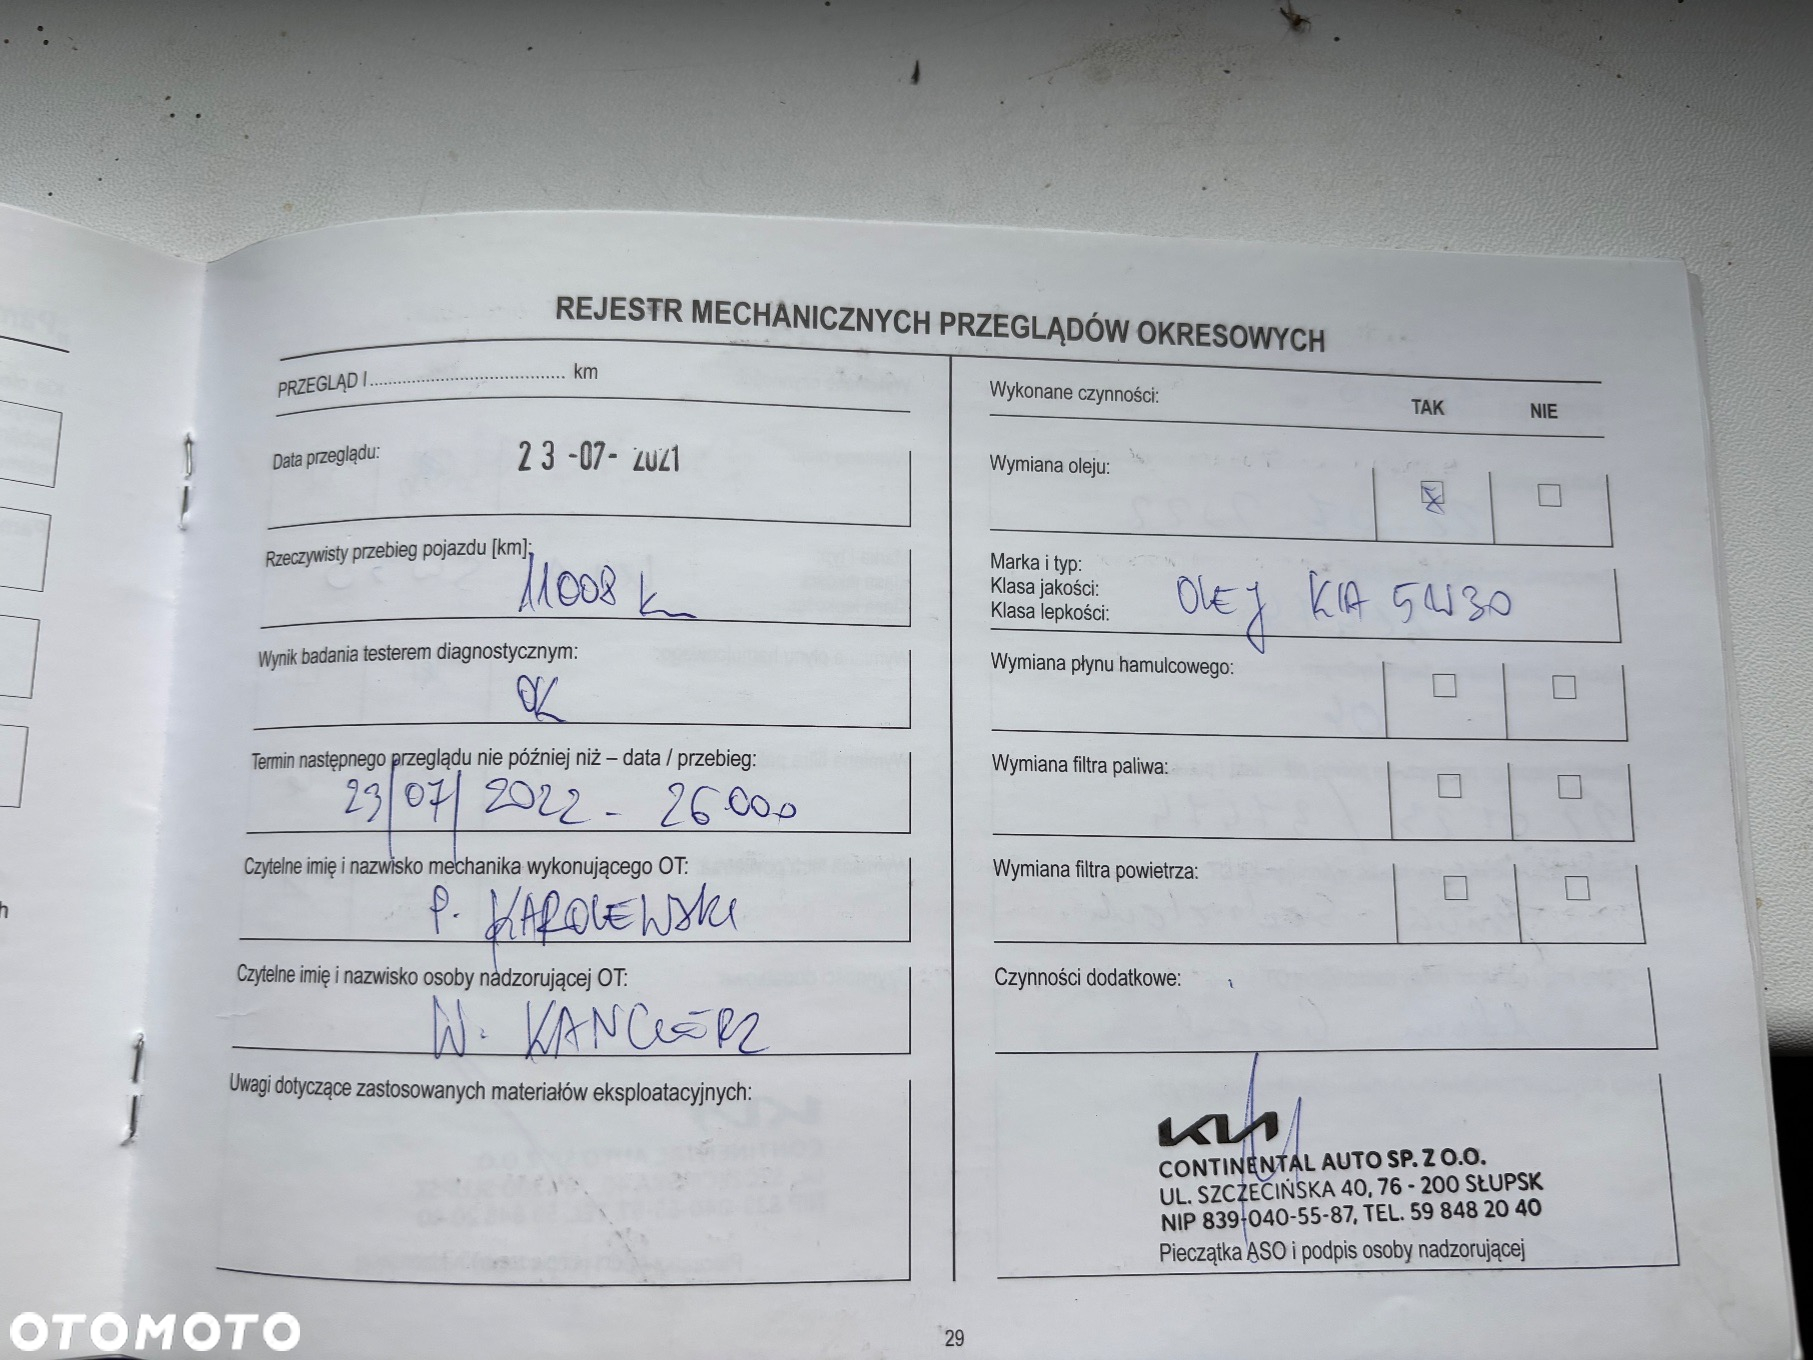 REJESTR MECHANICZNYCH PRZEGLĄDÓW OKRESOWYCH
PRZEGLĄD I ........................................ km
Data przeglądu:
23-07-2021
Rzeczywisty przebieg pojazdu [km]:
11008 km
Wynik badania testerem diagnostycznym:
OK
Termin następnego przeglądu nie później niż – data / przebieg:
23/07/2022 - 26000
Czytelne imię i nazwisko mechanika wykonującego OT:
P. KAROLEWSKI
Czytelne imię i nazwisko osoby nadzorującej OT:
W. KANCLERZ
Uwagi dotyczące zastosowanych materiałów eksploatacyjnych:
Wykonane czynności:
TAK NIE
Wymiana oleju:
Marka i typ:
Klasa jakości:
Klasa lepkości:
OLEJ KIA 5W30
Wymiana płynu hamulcowego:
Wymiana filtra paliwa:
Wymiana filtra powietrza:
Czynności dodatkowe:
KIA
CONTINENTAL AUTO SP. Z O.O.
UL. SZCZECIŃSKA 40, 76 - 200 SŁUPSK
NIP 839-040-55-87, TEL. 59 848 20 40
Pieczątka ASO i podpis osoby nadzorującej
29
OTOMOTO